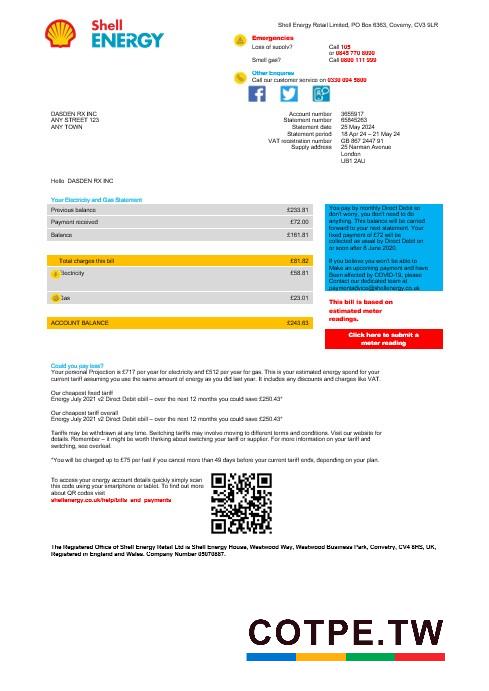 Shell
ENERGY
Shell Energy Retail Limited, PO Box 6363, Coverny, CV3 9LR
Emergencies
Loss of supply? Call 105
or 0845 770 8000
Smell gas? Call 0800 111 999
Other Enquires
Call our customer service on 0330 094 5800
DASDEN RX INC
ANY STREET 123
ANY TOWN
Account number 3655917
Statement number 65845263
Statement date 25 May 2024
Statement period 18 Apr 24 – 21 May 24
VAT registration number GB 867 2447 91
Supply address 25 Narman Avenue
London
UB1 2AU
Hello DASDEN RX INC
Your Electricity and Gas Statement
Previous balance £233.81
Payment received £72.00
Balance £161.81
Total charges this bill £81.82
Electricity £58.81
Gas £23.01
ACCOUNT BALANCE £243.63
You pay by monthly Direct Debit so
don't worry, you don't need to do
anything. This balance will be carried
forward to your next statement. Your
fixed payment of £72 will be
collected as usual by Direct Debit on
or soon after 8 June 2020.
If you believe you won't be able to
Make an upcoming payment and have
Been affected by COVID-19, please
Contact our dedicated team at
paymentadvice@shellenergy.co.uk
This bill is based on
estimated meter
readings.
Click here to submit a
meter reading
Could you pay less?
Your personal Projection is £717 per year for electricity and £512 per year for gas. This is your estimated energy spend for your
current tariff assuming you use the same amount of energy as you did last year. It includes any discounts and charges like VAT.
Our cheapest fixed tariff
Energy July 2021 v2 Direct Debit ebill – over the next 12 months you could save £250.43*
Our cheapest tariff overall
Energy July 2021 v2 Direct Debit ebill – over the next 12 months you could save £250.43*
Tariffs may be withdrawn at any time. Switching tariffs may involve moving to different terms and conditions. Visit our website for
details. Remember – it might be worth thinking about switching your tariff or supplier. For more information on your tariff and
switching, see overleaf.
*You will be charged up to £75 per fuel if you cancel more than 49 days before your current tariff ends, depending on your plan.
To access your energy account details quickly simply scan
this code using your smartphone or tablet. To find out more
about QR codes visit
shellenergy.co.uk/help/bills_and_payments
The Registered Office of Shell Energy Retail Ltd is Shell Energy House, Westwood Way, Westwood Business Park, Convetry, CV4 8HS, UK,
Registered in England and Wales. Company Number 05070887.
COTPE.TW